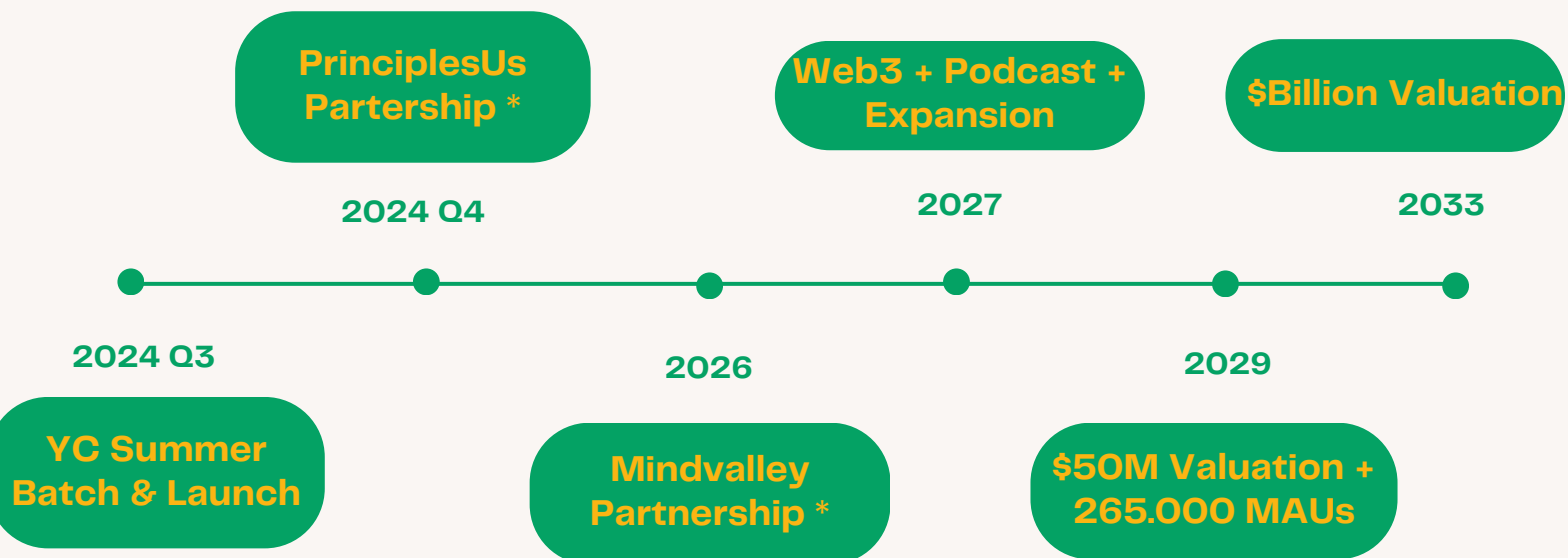 PrinciplesUs
Partership *
2024 Q4
Web3 + Podcast +
Expansion
2027
$Billion Valuation
2033
2024 Q3
YC Summer
Batch & Launch
2026
Mindvalley
Partnership *
2029
$50M Valuation +
265.000 MAUs